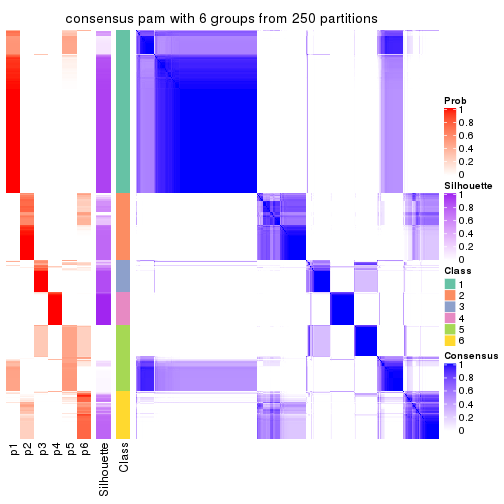 consensus pam with 6 groups from 250 partitions
Prob
1
0.8
0.6
0.4
0.2
0
Silhouette
1
0.8
0.6
0.4
0.2
0
Class
1
2
3
4
5
6
Consensus
1
0.8
0.6
0.4
0.2
0
p1
p2
p3
p4
p5
p6
Silhouette
Class